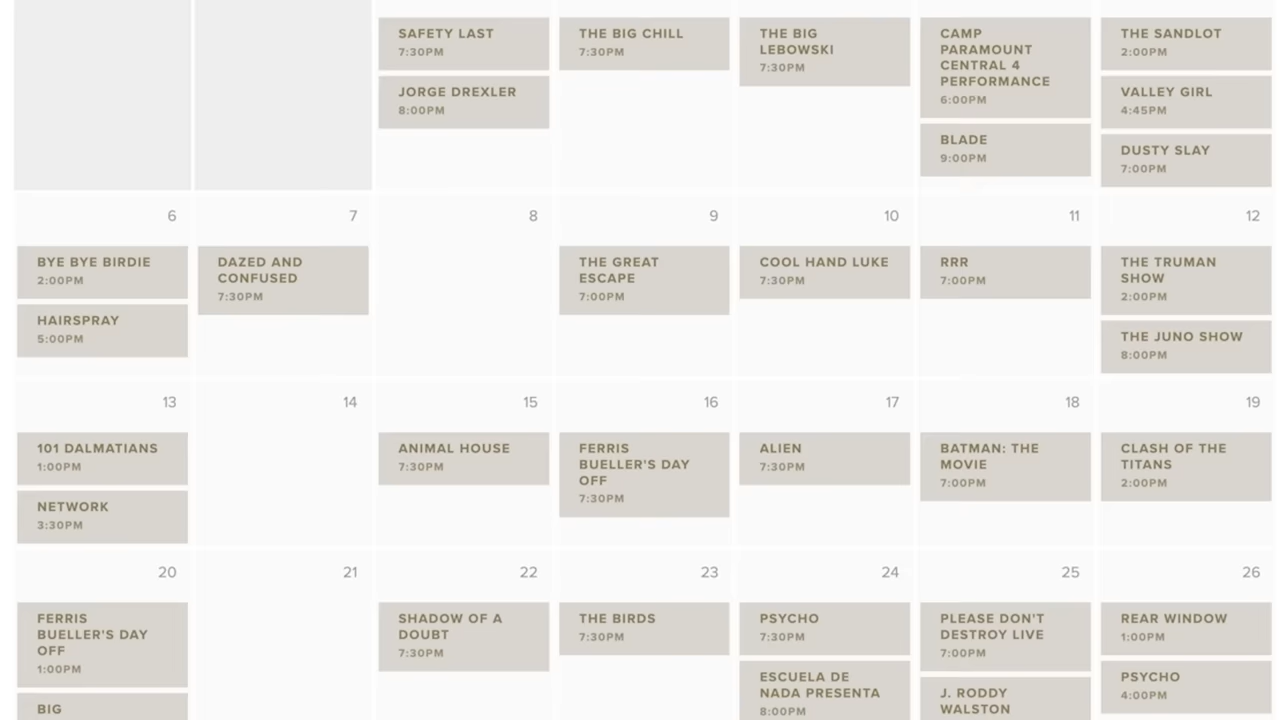 SAFETY LAST
7:30PM
JORGE DREXLER
8:00PM
THE BIG CHILL
7:30PM
THE BIG
LEBOWSKI
7:30PM
CAMP
PARAMOUNT
CENTRAL 4
PERFORMANCE
6:00PM
BLADE
9:00PM
THE SANDLOT
2:00PM
VALLEY GIRL
4:45PM
DUSTY SLAY
7:00PM
6
BYE BYE BIRDIE
2:00PM
HAIRSPRAY
5:00PM
7
DAZED AND
CONFUSED
7:30PM
8
9
THE GREAT
ESCAPE
7:00PM
10
COOL HAND LUKE
7:30PM
11
RRR
7:00PM
12
THE TRUMAN
SHOW
2:00PM
THE JUNO SHOW
8:00PM
13
101 DALMATIANS
1:00PM
NETWORK
3:30PM
14
15
ANIMAL HOUSE
7:30PM
16
FERRIS
BUELLER'S DAY
OFF
7:30PM
17
ALIEN
7:30PM
18
BATMAN: THE
MOVIE
7:00PM
19
CLASH OF THE
TITANS
2:00PM
20
FERRIS
BUELLER'S DAY
OFF
1:00PM
BIG
21
22
SHADOW OF A
DOUBT
7:30PM
23
THE BIRDS
7:30PM
24
PSYCHO
7:30PM
ESCUELA DE
NADA PRESENTA
8:00PM
25
PLEASE DON'T
DESTROY LIVE
7:00PM
J. RODDY
WALSTON
26
REAR WINDOW
1:00PM
PSYCHO
4:00PM